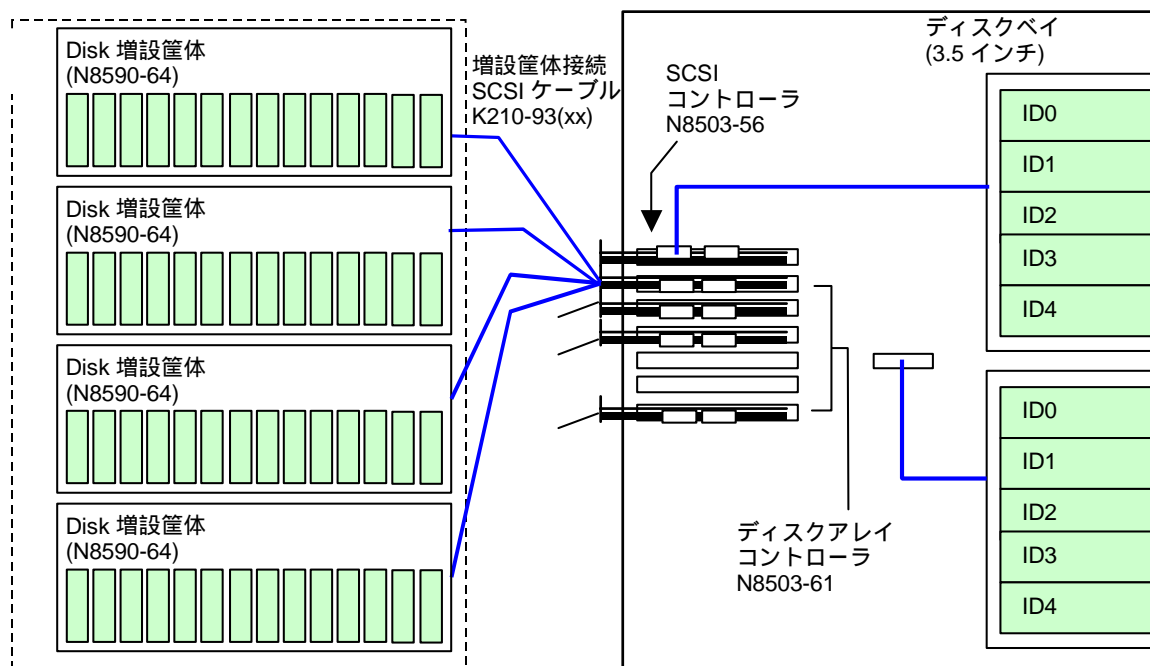 Disk 増設筐体
(N8590-64)
Disk 増設筐体
(N8590-64)
Disk 増設筐体
(N8590-64)
Disk 増設筐体
(N8590-64)
増設筐体接続
SCSI ケーブル
K210-93(xx)
SCSI
コントローラ
N8503-56
ディスクベイ
(3.5 インチ)
ID0
ID1
ID2
ID3
ID4
ディスクアレイ
コントローラ
N8503-61
ID0
ID1
ID2
ID3
ID4